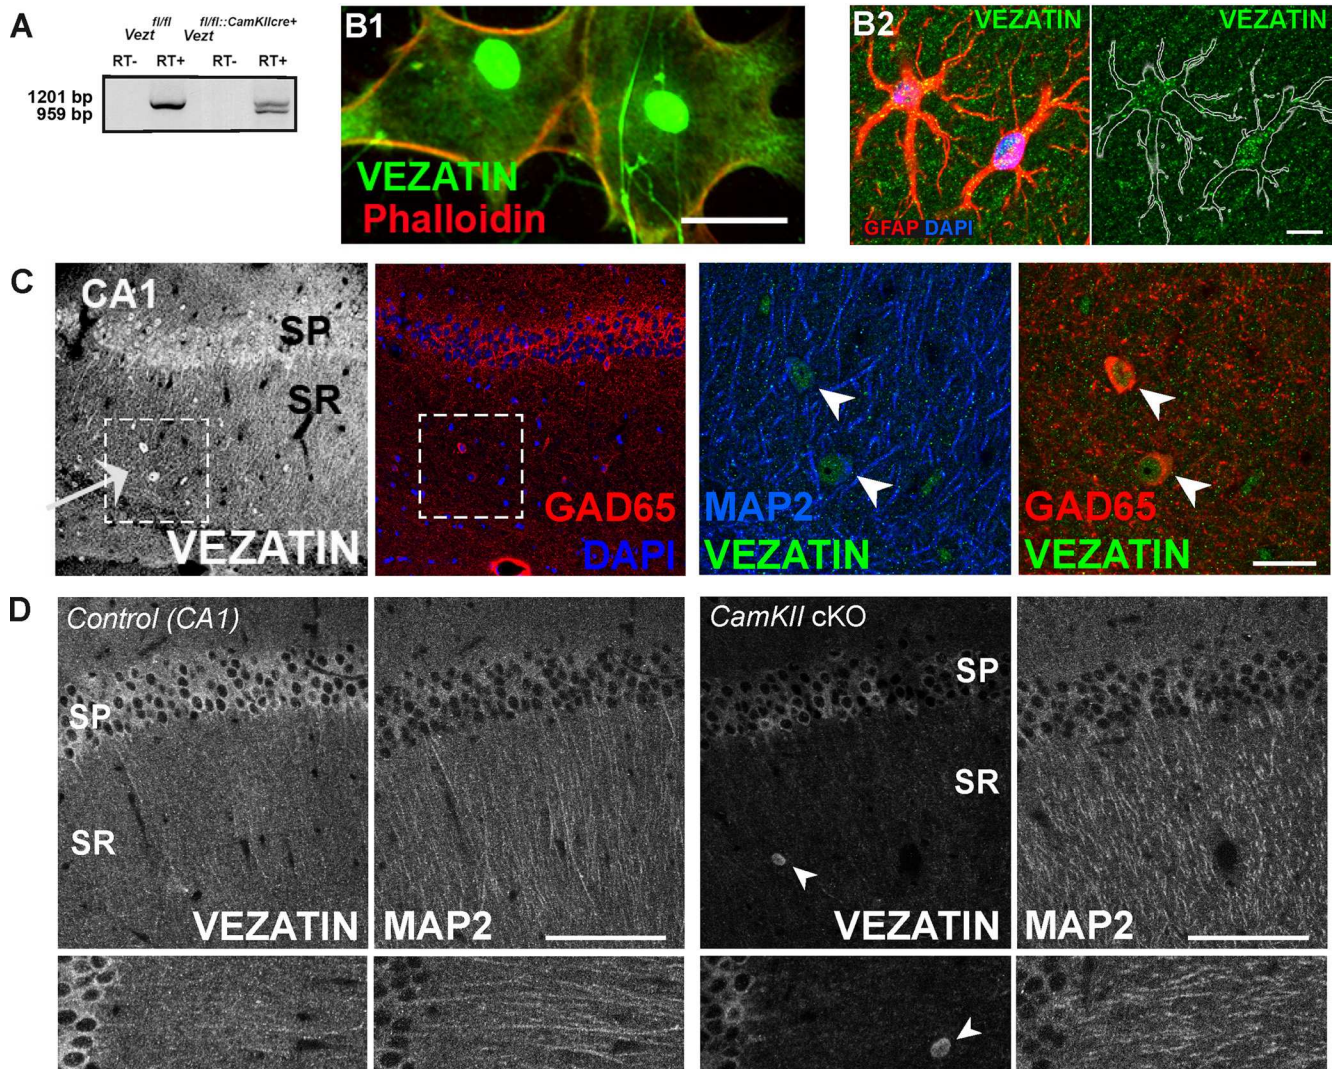 A
Vezt fl/fl
Vezt fl/fl::CamKIIcre+
RT- RT+ RT- RT+
1201 bp
959 bp
B1
VEZATIN
Phalloidin
B2
VEZATIN
GFAP DAPI
VEZATIN
C
CA1
SP
SR
VEZATIN
GAD65
DAPI
MAP2
VEZATIN
GAD65
VEZATIN
D
Control (CA1)
SP
SR
VEZATIN
MAP2
CamKII cKO
SP
SR
VEZATIN
MAP2